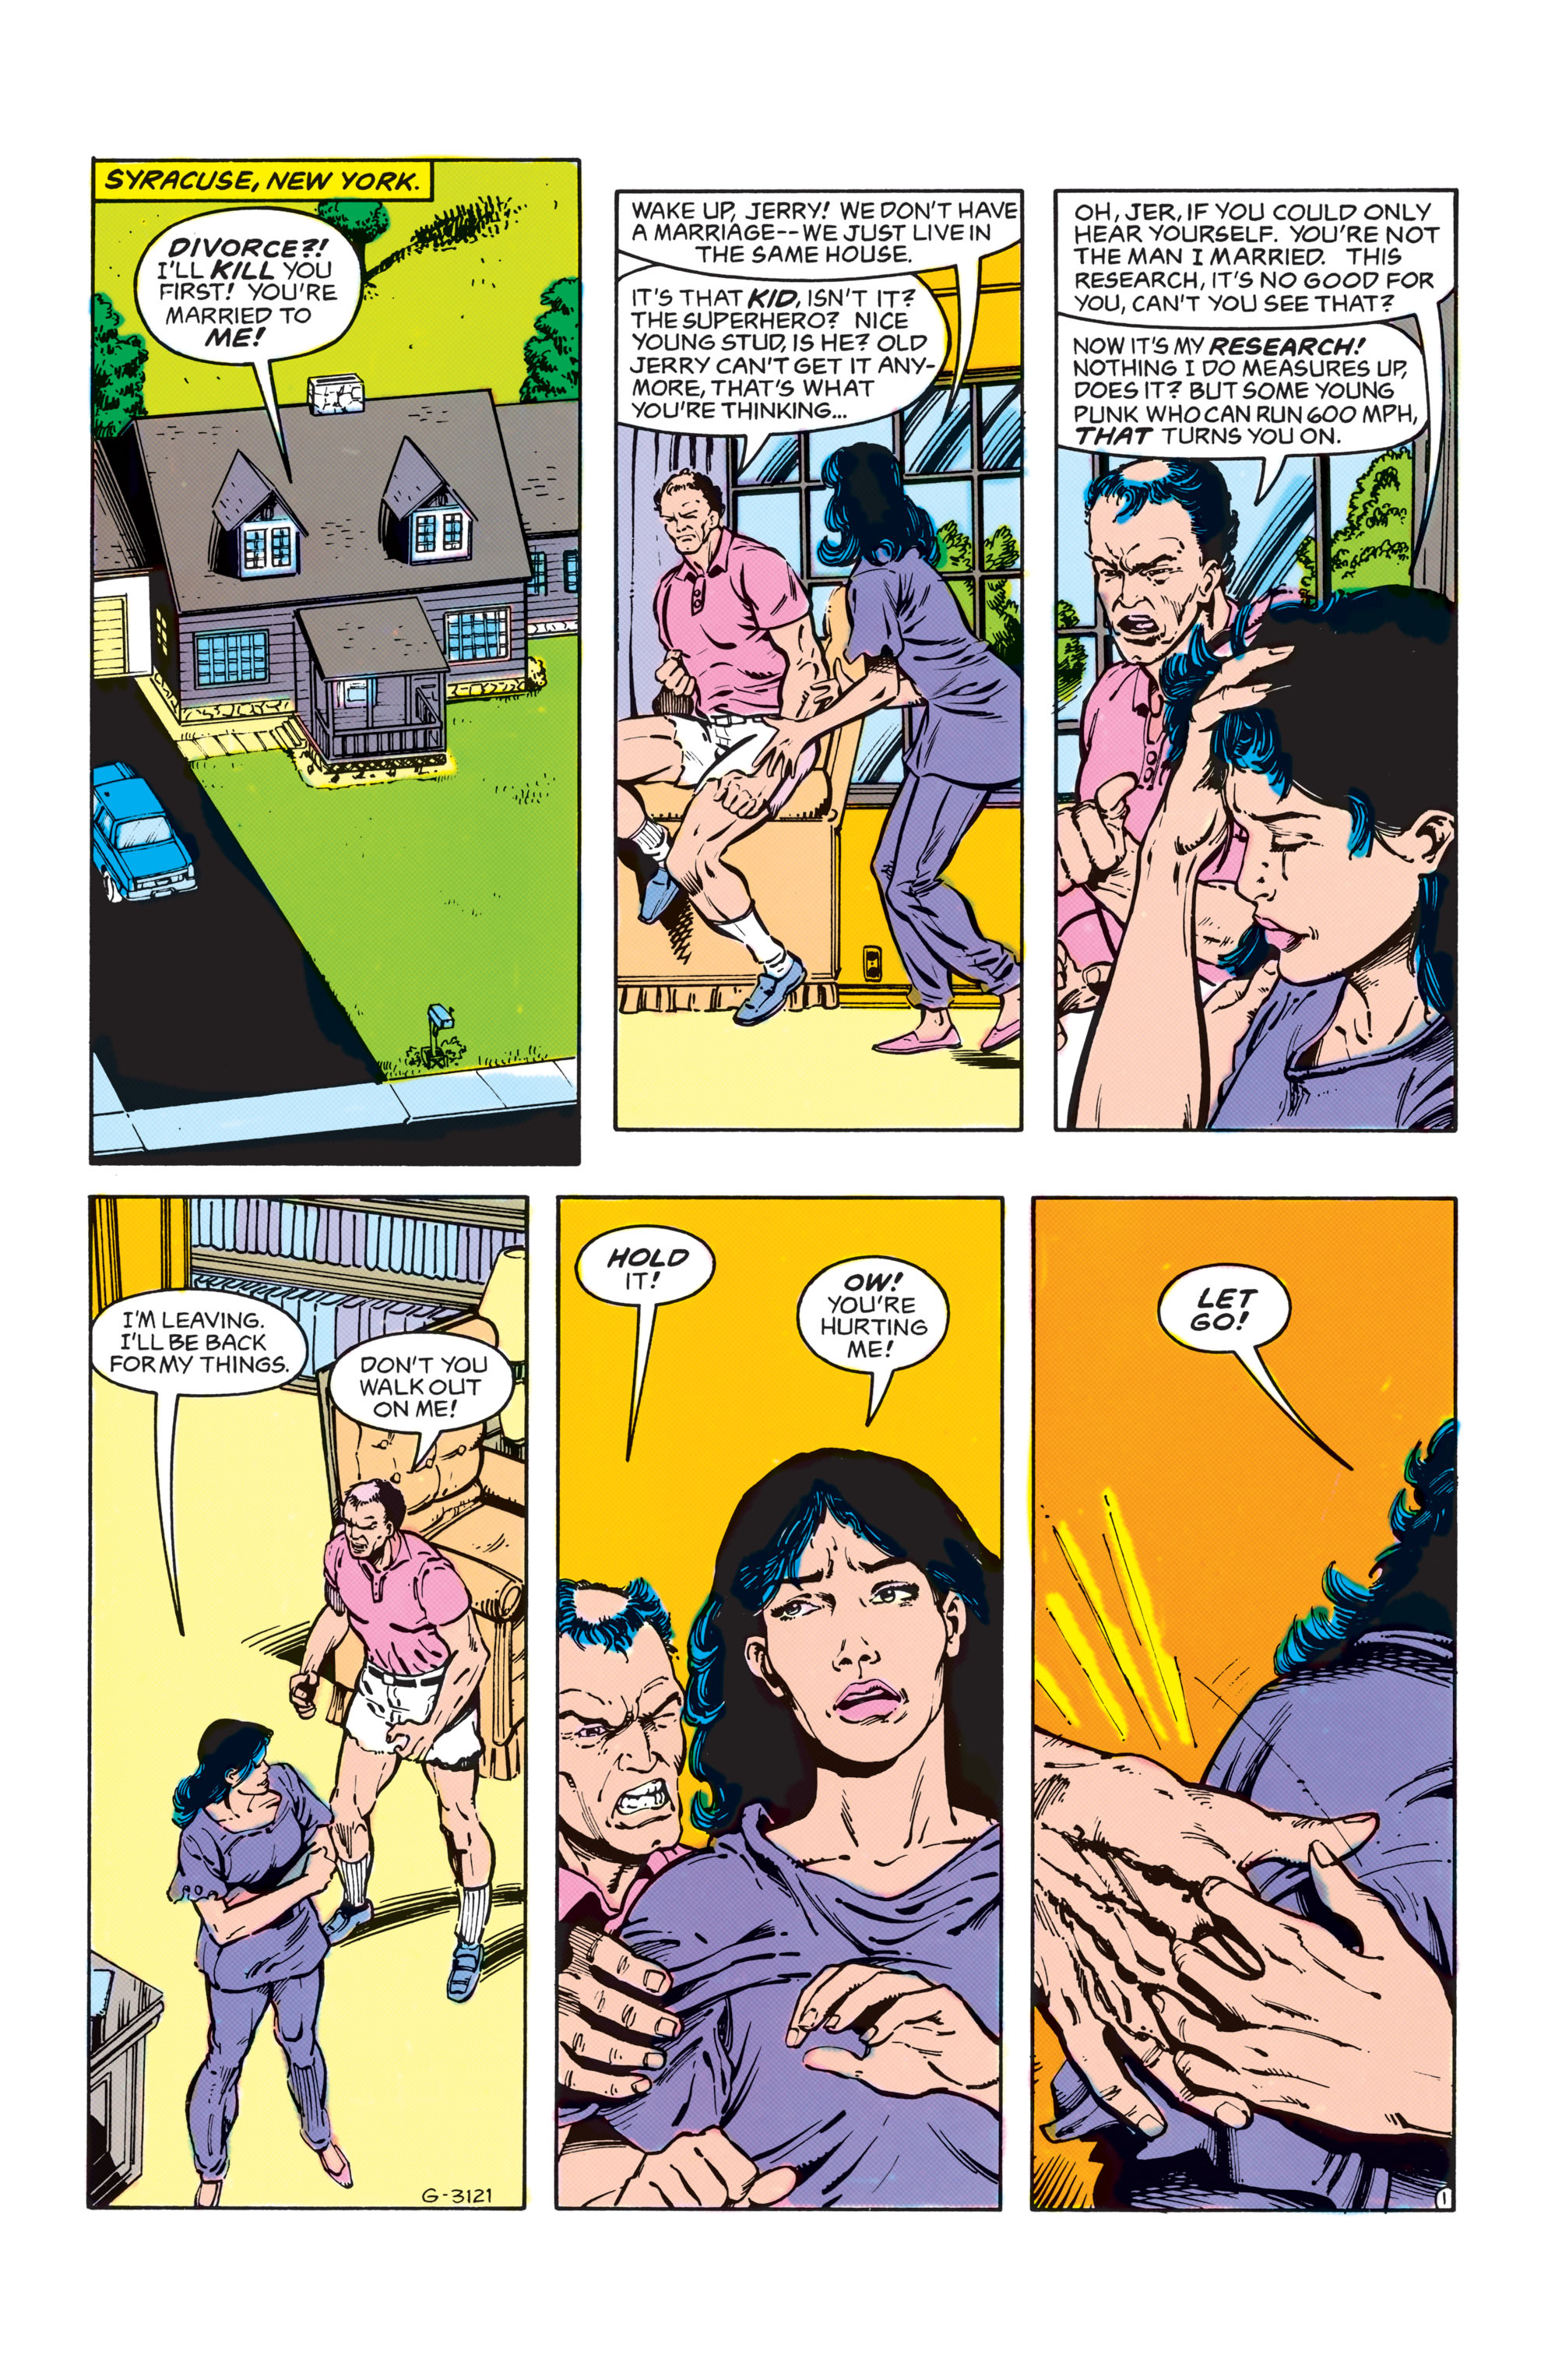 SYRACUSE, NEW YORK.
DIVORCE?!
I'LL KILL YOU
FIRST! YOU'RE
MARRIED TO
ME!
WAKE UP, JERRY! WE DON'T HAVE
A MARRIAGE--WE JUST LIVE IN
THE SAME HOUSE.
IT'S THAT KID, ISN'T IT?
THE SUPERHERO? NICE
YOUNG STUD, IS HE? OLD
JERRY CAN'T GET IT ANY-
MORE, THAT'S WHAT
YOU'RE THINKING...
OH, JER, IF YOU COULD ONLY
HEAR YOURSELF. YOU'RE NOT
THE MAN I MARRIED. THIS
RESEARCH, IT'S NO GOOD FOR
YOU, CAN'T YOU SEE THAT?
NOW IT'S MY RESEARCH!
NOTHING I DO MEASURES UP,
DOES IT? BUT SOME YOUNG
PUNK WHO CAN RUN 600 MPH,
THAT TURNS YOU ON.
I'M LEAVING.
I'LL BE BACK
FOR MY THINGS.
DON'T YOU
WALK OUT
ON ME!
G-3121
HOLD
IT!
OW!
YOU'RE
HURTING
ME!
LET
GO!
1